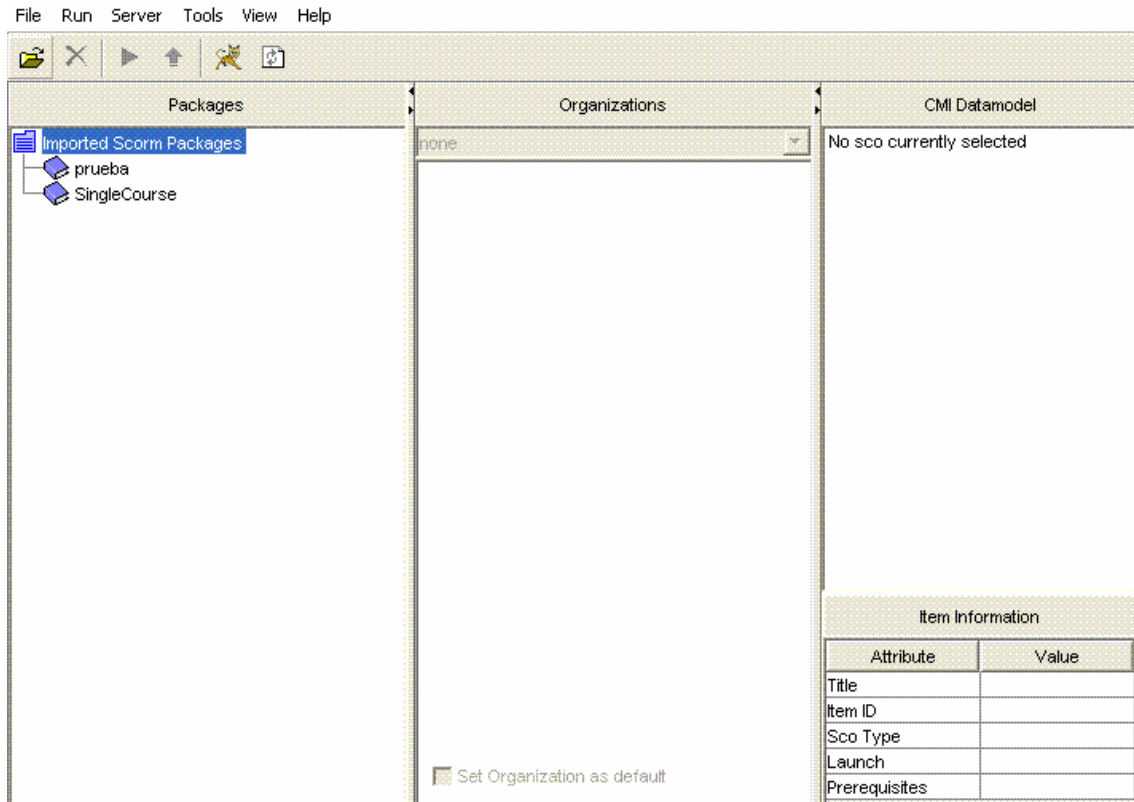 File Run Server Tools View Help
Packages
Organizations
CMI Datamodel
Imported Scorm Packages
prueba
SingleCourse
none
No sco currently selected
Item Information
Attribute Value
Title
Item ID
Sco Type
Launch
Prerequisites
Set Organization as default